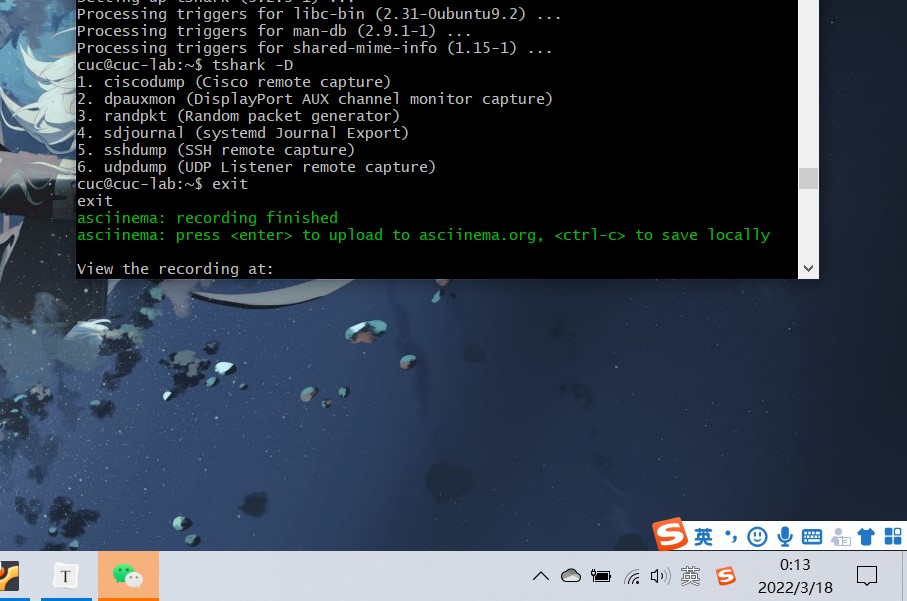 Setting up tshark (3.2.3-1) ...
Processing triggers for libc-bin (2.31-0ubuntu9.2) ...
Processing triggers for man-db (2.9.1-1) ...
Processing triggers for shared-mime-info (1.15-1) ...
cuc@cuc-lab:~$ tshark -D
1. ciscodump (Cisco remote capture)
2. dpauxmon (DisplayPort AUX channel monitor capture)
3. randpkt (Random packet generator)
4. sdjournal (systemd Journal Export)
5. sshdump (SSH remote capture)
6. udpdump (UDP Listener remote capture)
cuc@cuc-lab:~$ exit
exit
asciinema: recording finished
asciinema: press <enter> to upload to asciinema.org, <ctrl-c> to save locally
View the recording at:
S 英
T
英 S
0:13
2022/3/18